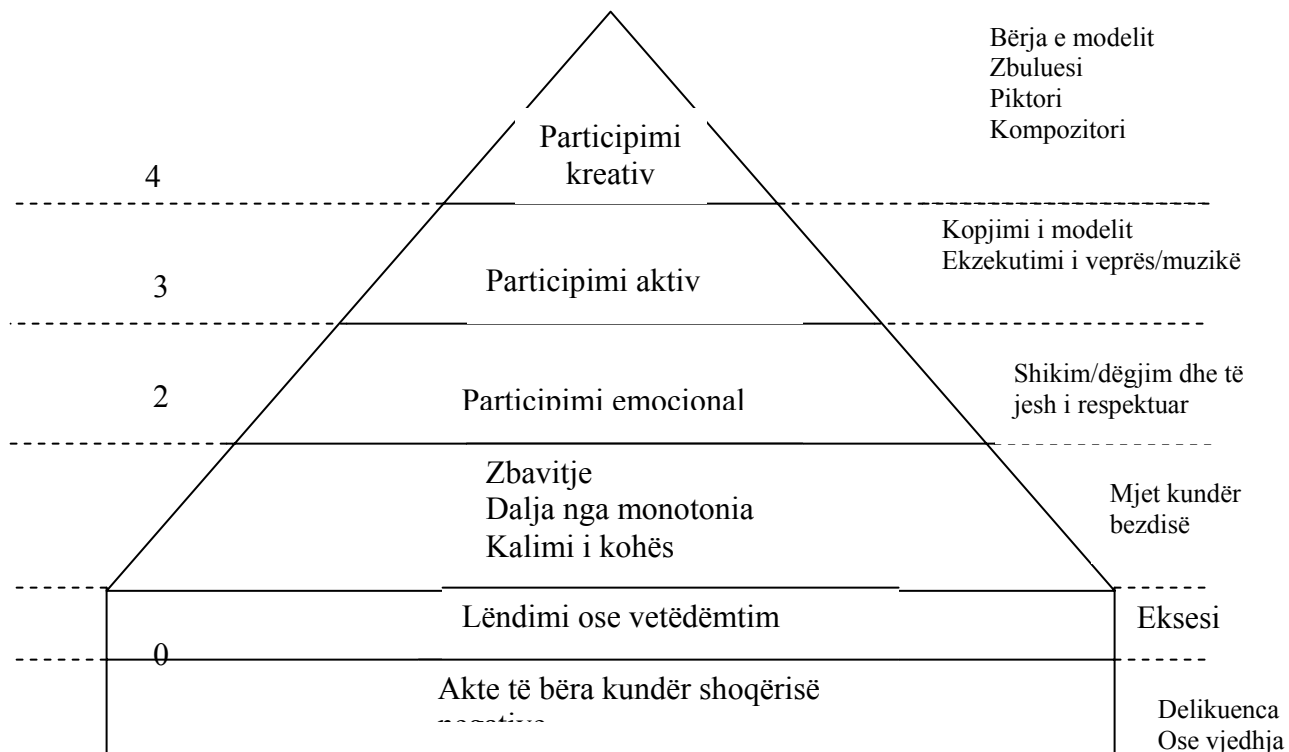 Bërja e modelit
Zbuluesi
Piktori
Kompozitori
Participimi
kreativ
4
Kopjimi i modelit
Ekzekutimi i veprës/muzikë
Participimi aktiv
3
Shikim/dëgjim dhe të
jesh i respektuar
Participimi emocional
2
Zbavitje
Dalja nga monotonia
Kalimi i kohës
Mjet kundër
bezdisë
Lëndimi ose vetëdëmtim
Eksesi
0
Akte të bëra kundër shoqërisë
Delikuenca
Ose vjedhja